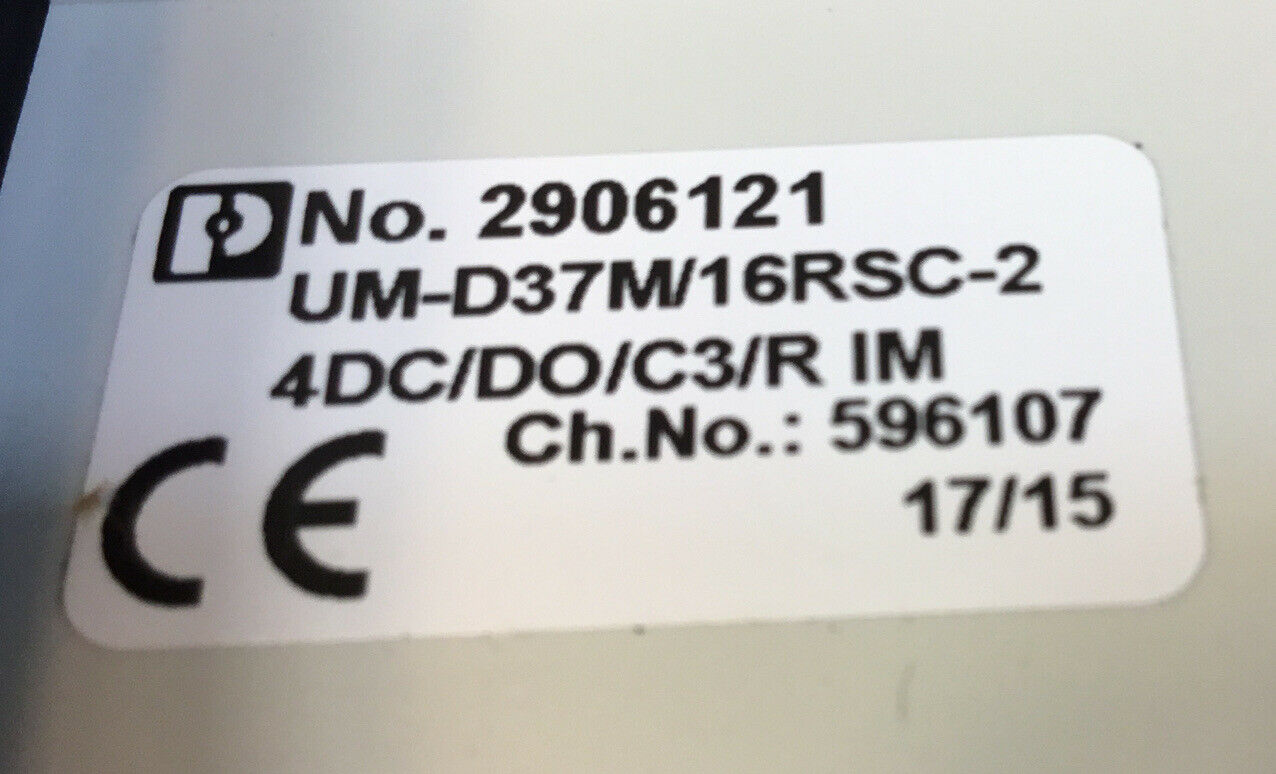 No. 2906121
UM-D37M/16RSC-2
4DC/DO/C3/R IM
Ch.No.: 596107
17/15
CE